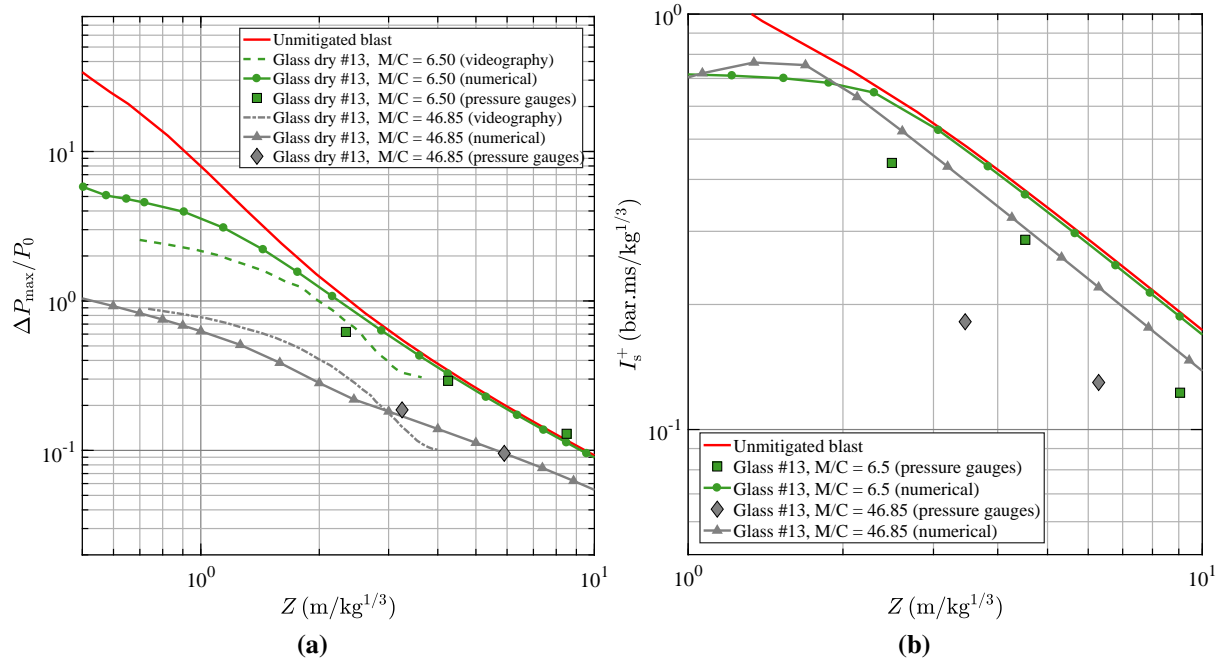 Unmitigated blast
Glass dry #13, M/C = 6.50 (videography)
Glass dry #13, M/C = 6.50 (numerical)
Glass dry #13, M/C = 6.50 (pressure gauges)
Glass dry #13, M/C = 46.85 (videography)
Glass dry #13, M/C = 46.85 (numerical)
Glass dry #13, M/C = 46.85 (pressure gauges)
10¹
10⁰
10⁻¹
ΔP_max/P₀
10⁰
10¹
Z (m/kg^{1/3})
(a)
10⁰
10⁻¹
I_s⁺ (bar.ms/kg^{1/3})
Unmitigated blast
Glass #13, M/C = 6.5 (pressure gauges)
Glass #13, M/C = 6.5 (numerical)
Glass #13, M/C = 46.85 (pressure gauges)
Glass #13, M/C = 46.85 (numerical)
10⁰
10¹
Z (m/kg^{1/3})
(b)